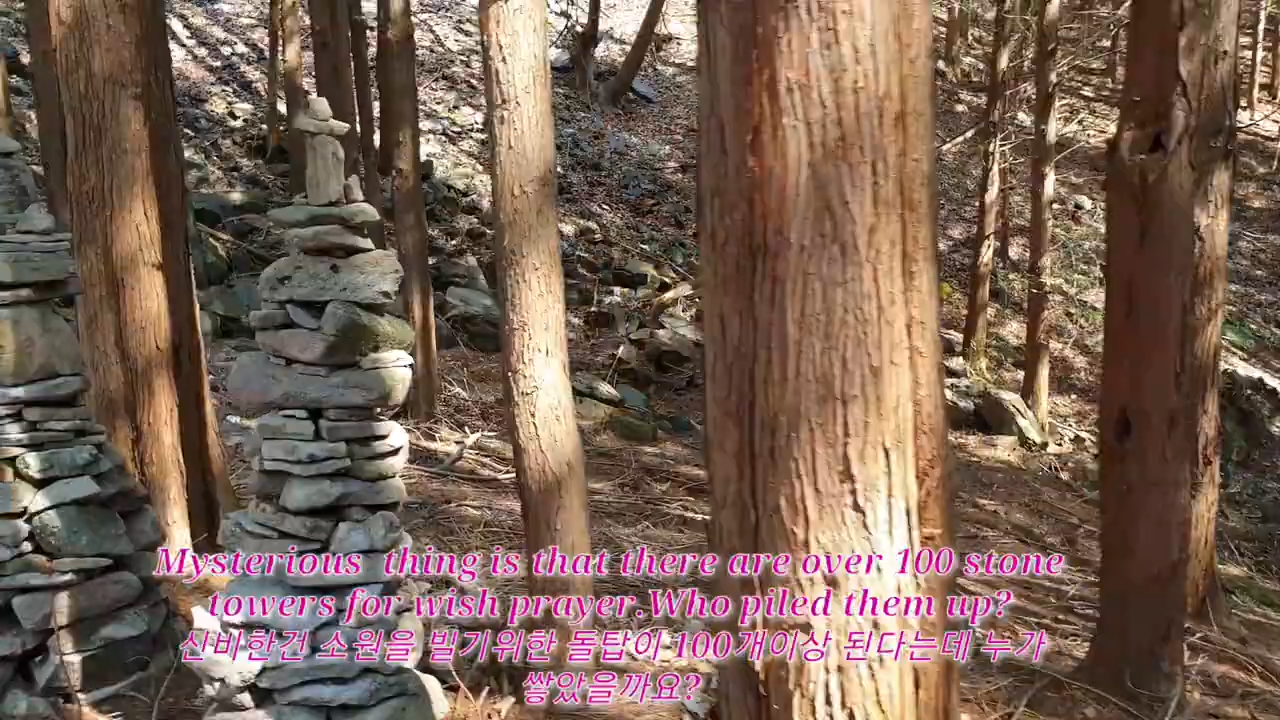 Mysterious  thing is that there are over 100 stone
towers for wish prayer.Who piled them up?
신비한건 소원을 빌기위한 돌탑이 100개이상 된다는데 누가
쌓았을까요?